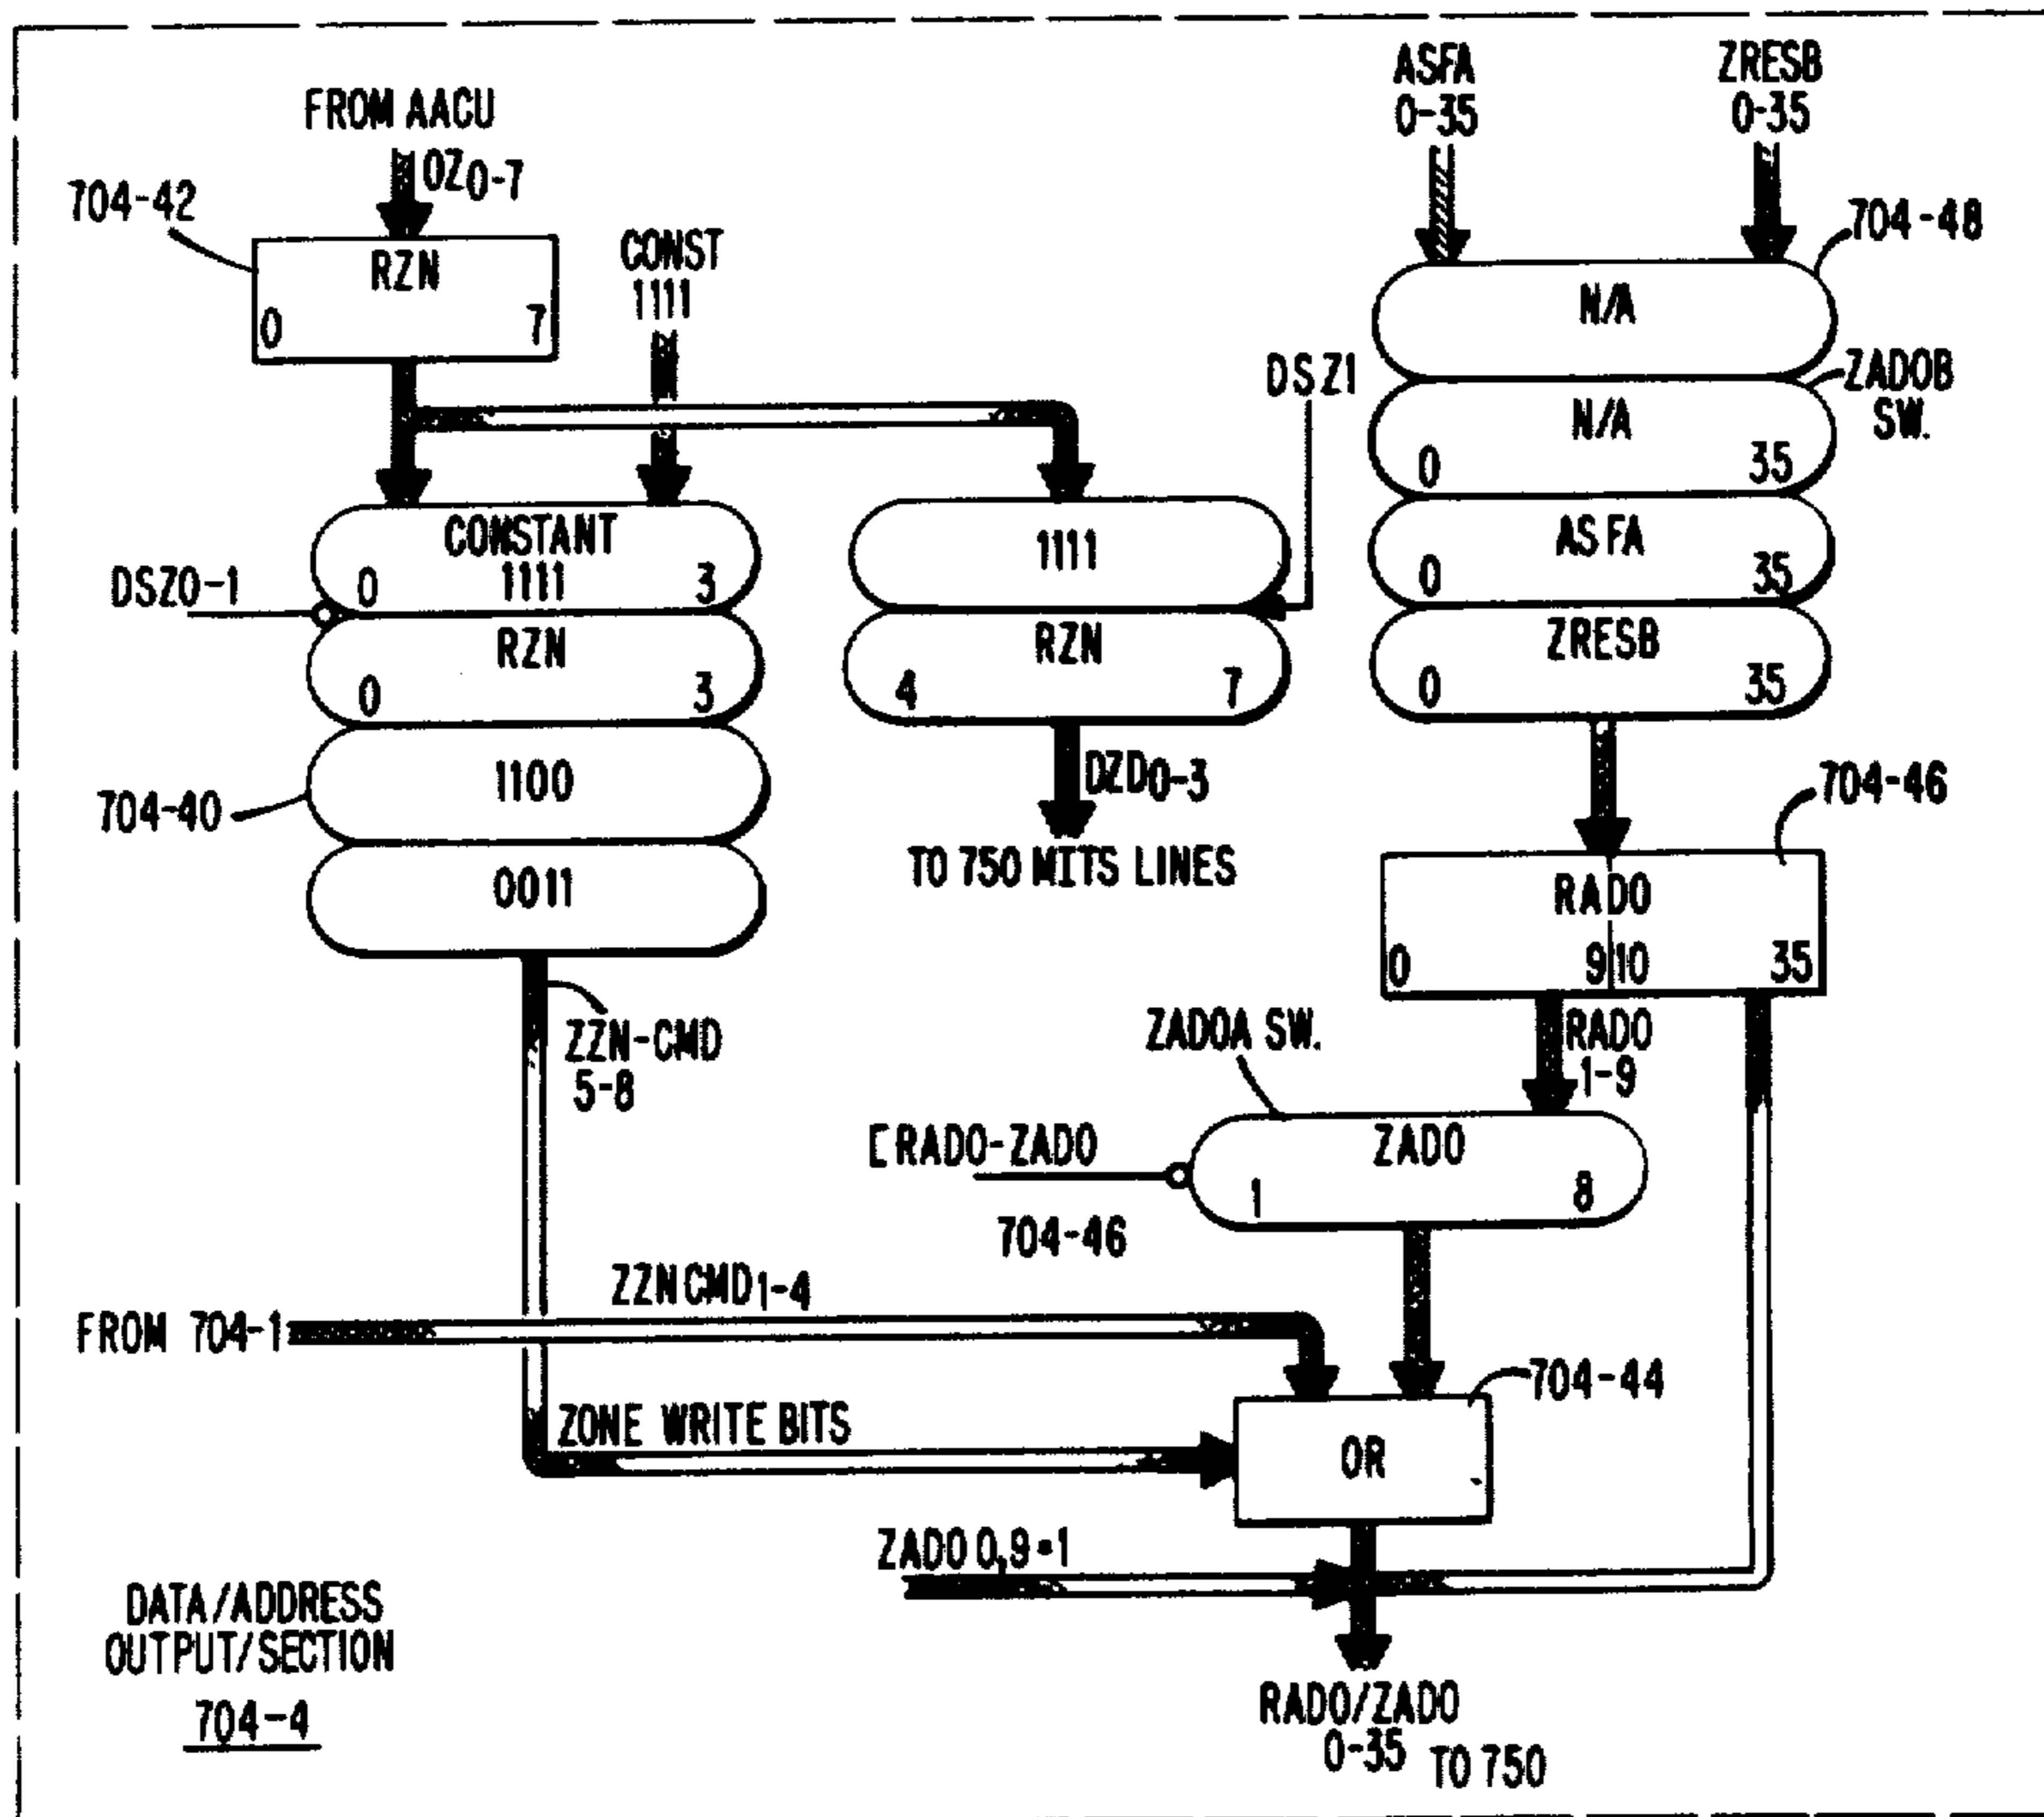 FROM AACU
OZ0-7
704-42
RZN
0 7
CONST
1111
ASFA
0-35
ZRESB
0-35
704-48
N/A
ZADOB
SW.
N/A
0 35
ASFA
0 35
ZRESB
0 35
DSZ1
CONSTANT
1111
0 3
DSZ0-1
RZN
0 3
1100
704-40
0011
1111
RZN
4 7
DZD0-3
TO 750 MITS LINES
704-46
RADO
0 9 10 35
RADO
1-9
ZZN-CMD
5-8
ZADOA SW.
[RADO-ZADO
ZADO
1 8
704-46
ZZN CMD1-4
FROM 704-1
704-44
ZONE WRITE BITS
OR
ZADO 0,9=1
DATA/ADDRESS
OUTPUT/SECTION
704-4
RADO/ZADO
0-35 TO 750